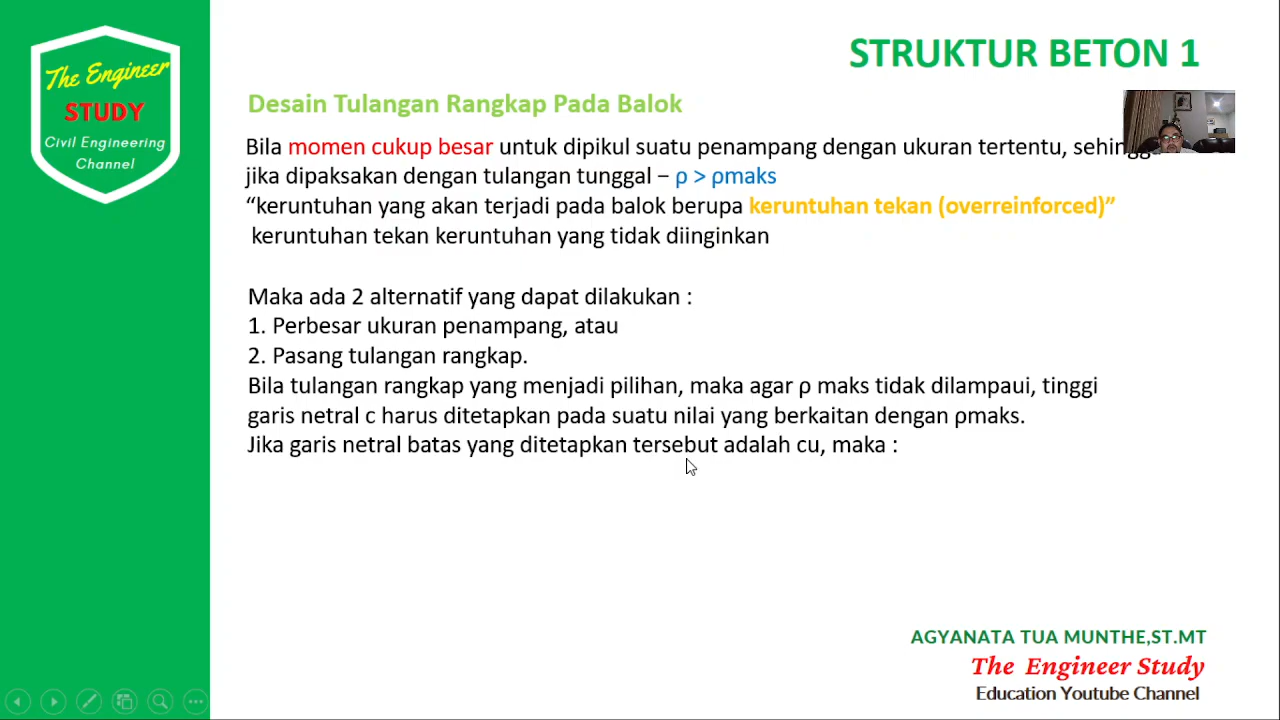 The Engineer
STUDY
Civil Engineering
Channel
STRUKTUR BETON 1
Desain Tulangan Rangkap Pada Balok
Bila momen cukup besar untuk dipikul suatu penampang dengan ukuran tertentu, sehingga
jika dipaksakan dengan tulangan tunggal – ρ > ρmaks
“keruntuhan yang akan terjadi pada balok berupa keruntuhan tekan (overreinforced)”
keruntuhan tekan keruntuhan yang tidak diinginkan
Maka ada 2 alternatif yang dapat dilakukan :
1. Perbesar ukuran penampang, atau
2. Pasang tulangan rangkap.
Bila tulangan rangkap yang menjadi pilihan, maka agar ρ maks tidak dilampaui, tinggi
garis netral c harus ditetapkan pada suatu nilai yang berkaitan dengan ρmaks.
Jika garis netral batas yang ditetapkan tersebut adalah cu, maka :
AGYANATA TUA MUNTHE,ST.MT
The Engineer Study
Education Youtube Channel